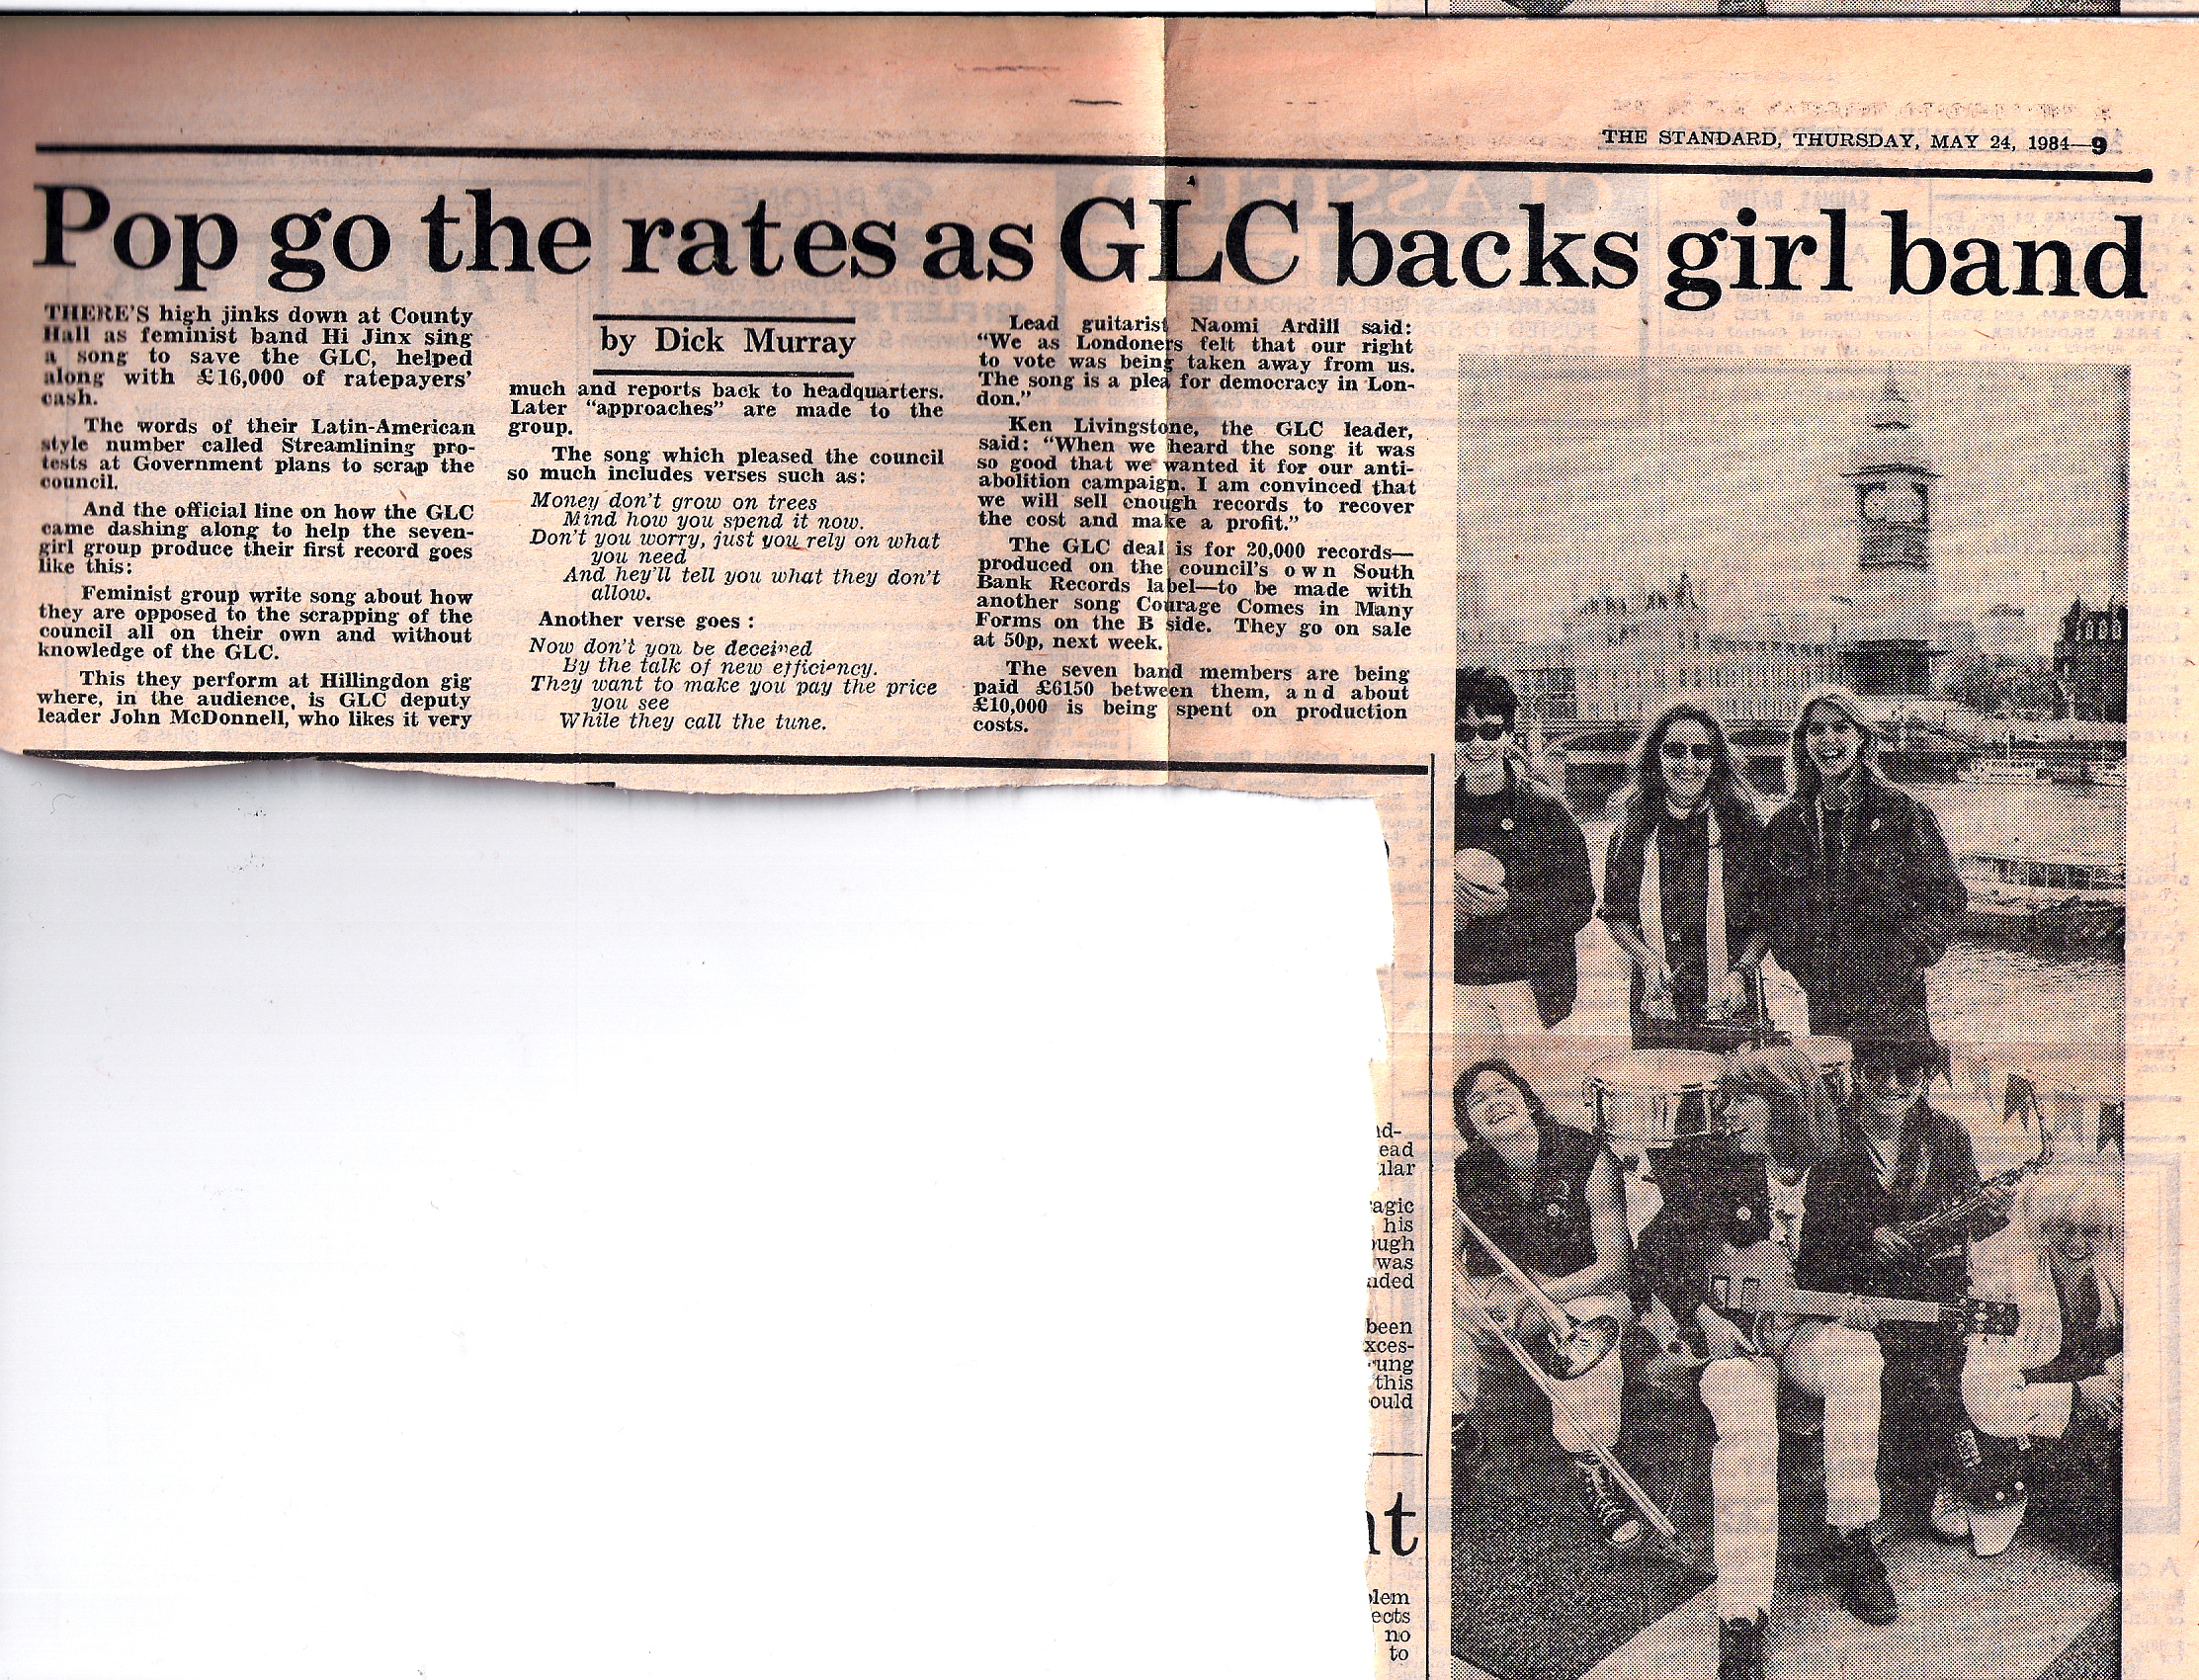 THE STANDARD, THURSDAY, MAY 24, 1984—9
Pop go the rates as GLC backs girl band
THERE'S high jinks down at County
Hall as feminist band Hi Jinx sing
a song to save the GLC, helped
along with £16,000 of ratepayers'
cash.
The words of their Latin-American
style number called Streamlining pro-
tests at Government plans to scrap the
council.
And the official line on how the GLC
came dashing along to help the seven-
girl group produce their first record goes
like this:
Feminist group write song about how
they are opposed to the scrapping of the
council all on their own and without
knowledge of the GLC.
This they perform at Hillingdon gig
where, in the audience, is GLC deputy
leader John McDonnell, who likes it very
by Dick Murray
much and reports back to headquarters.
Later "approaches" are made to the
group.
The song which pleased the council
so much includes verses such as:
Money don't grow on trees
Mind how you spend it now.
Don't you worry, just you rely on what
you need
And hey'll tell you what they don't
allow.
Another verse goes :
Now don't you be deceived
By the talk of new efficiency.
They want to make you pay the price
you see
While they call the tune.
Lead guitarist Naomi Ardill said:
"We as Londoners felt that our right
to vote was being taken away from us.
The song is a plea for democracy in Lon-
don."
Ken Livingstone, the GLC leader,
said: "When we heard the song it was
so good that we wanted it for our anti-
abolition campaign. I am convinced that
we will sell enough records to recover
the cost and make a profit."
The GLC deal is for 20,000 records—
produced on the council's own South
Bank Records label—to be made with
another song Courage Comes in Many
Forms on the B side. They go on sale
at 50p, next week.
The seven band members are being
paid £6150 between them, and about
£10,000 is being spent on production
costs.
ead
ular
agic
his
ough
was
nded
been
xces-
rung
this
ould
nt
blem
ects
no
to